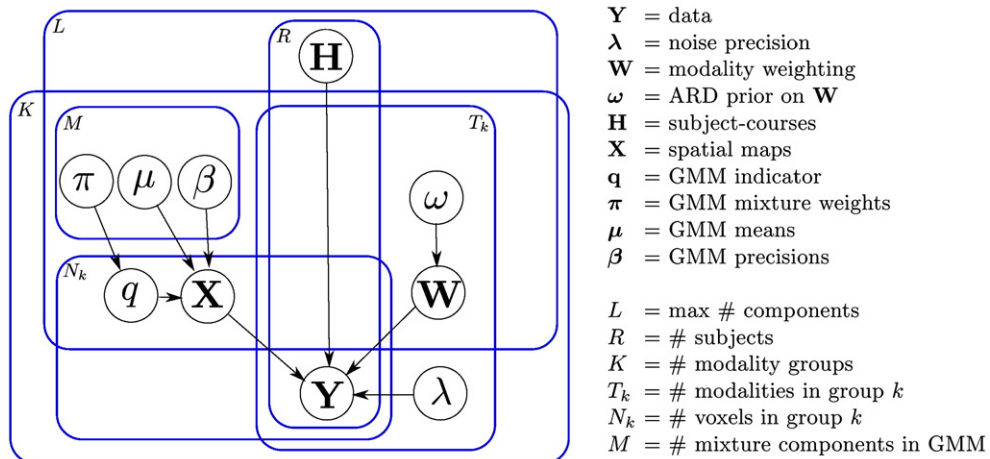 L
R
H
K
M
T_k
π μ β
ω
N_k
q X W
Y λ
Y = data
λ = noise precision
W = modality weighting
ω = ARD prior on W
H = subject-courses
X = spatial maps
q = GMM indicator
π = GMM mixture weights
μ = GMM means
β = GMM precisions
L = max # components
R = # subjects
K = # modality groups
T_k = # modalities in group k
N_k = # voxels in group k
M = # mixture components in GMM